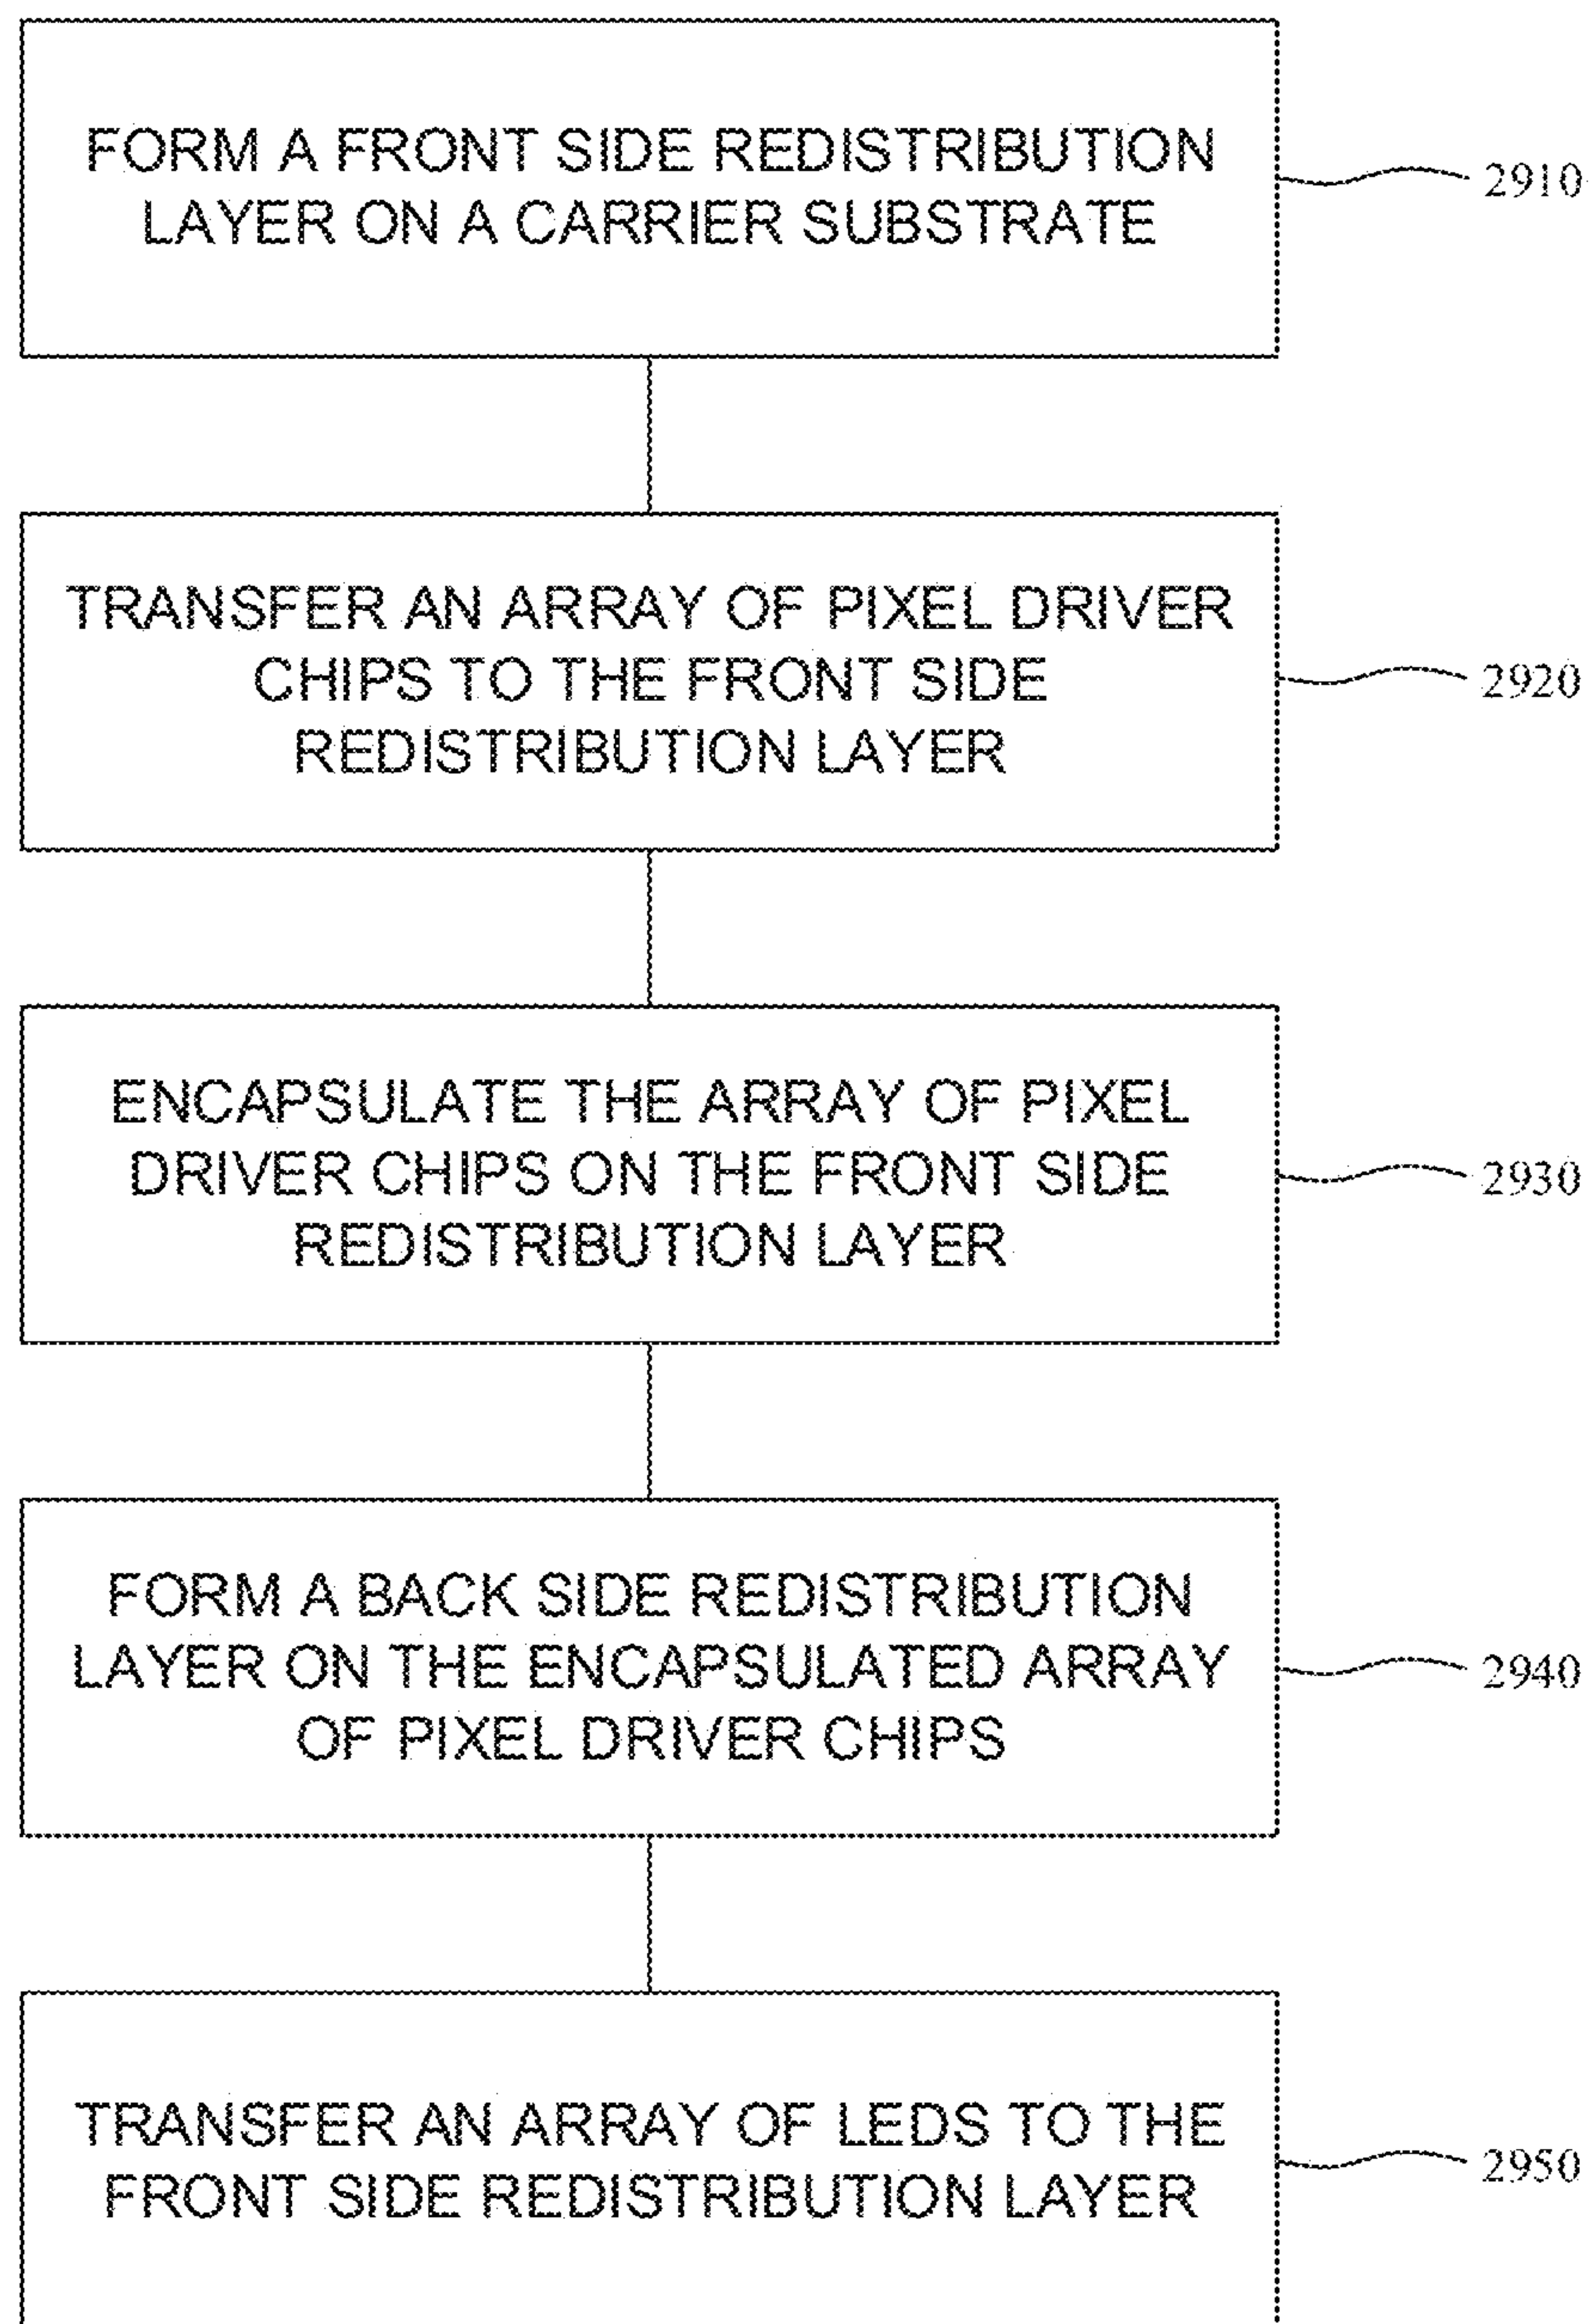 FORM A FRONT SIDE REDISTRIBUTION
LAYER ON A CARRIER SUBSTRATE
2910
TRANSFER AN ARRAY OF PIXEL DRIVER
CHIPS TO THE FRONT SIDE
REDISTRIBUTION LAYER
2920
ENCAPSULATE THE ARRAY OF PIXEL
DRIVER CHIPS ON THE FRONT SIDE
REDISTRIBUTION LAYER
2930
FORM A BACK SIDE REDISTRIBUTION
LAYER ON THE ENCAPSULATED ARRAY
OF PIXEL DRIVER CHIPS
2940
TRANSFER AN ARRAY OF LEDS TO THE
FRONT SIDE REDISTRIBUTION LAYER
2950